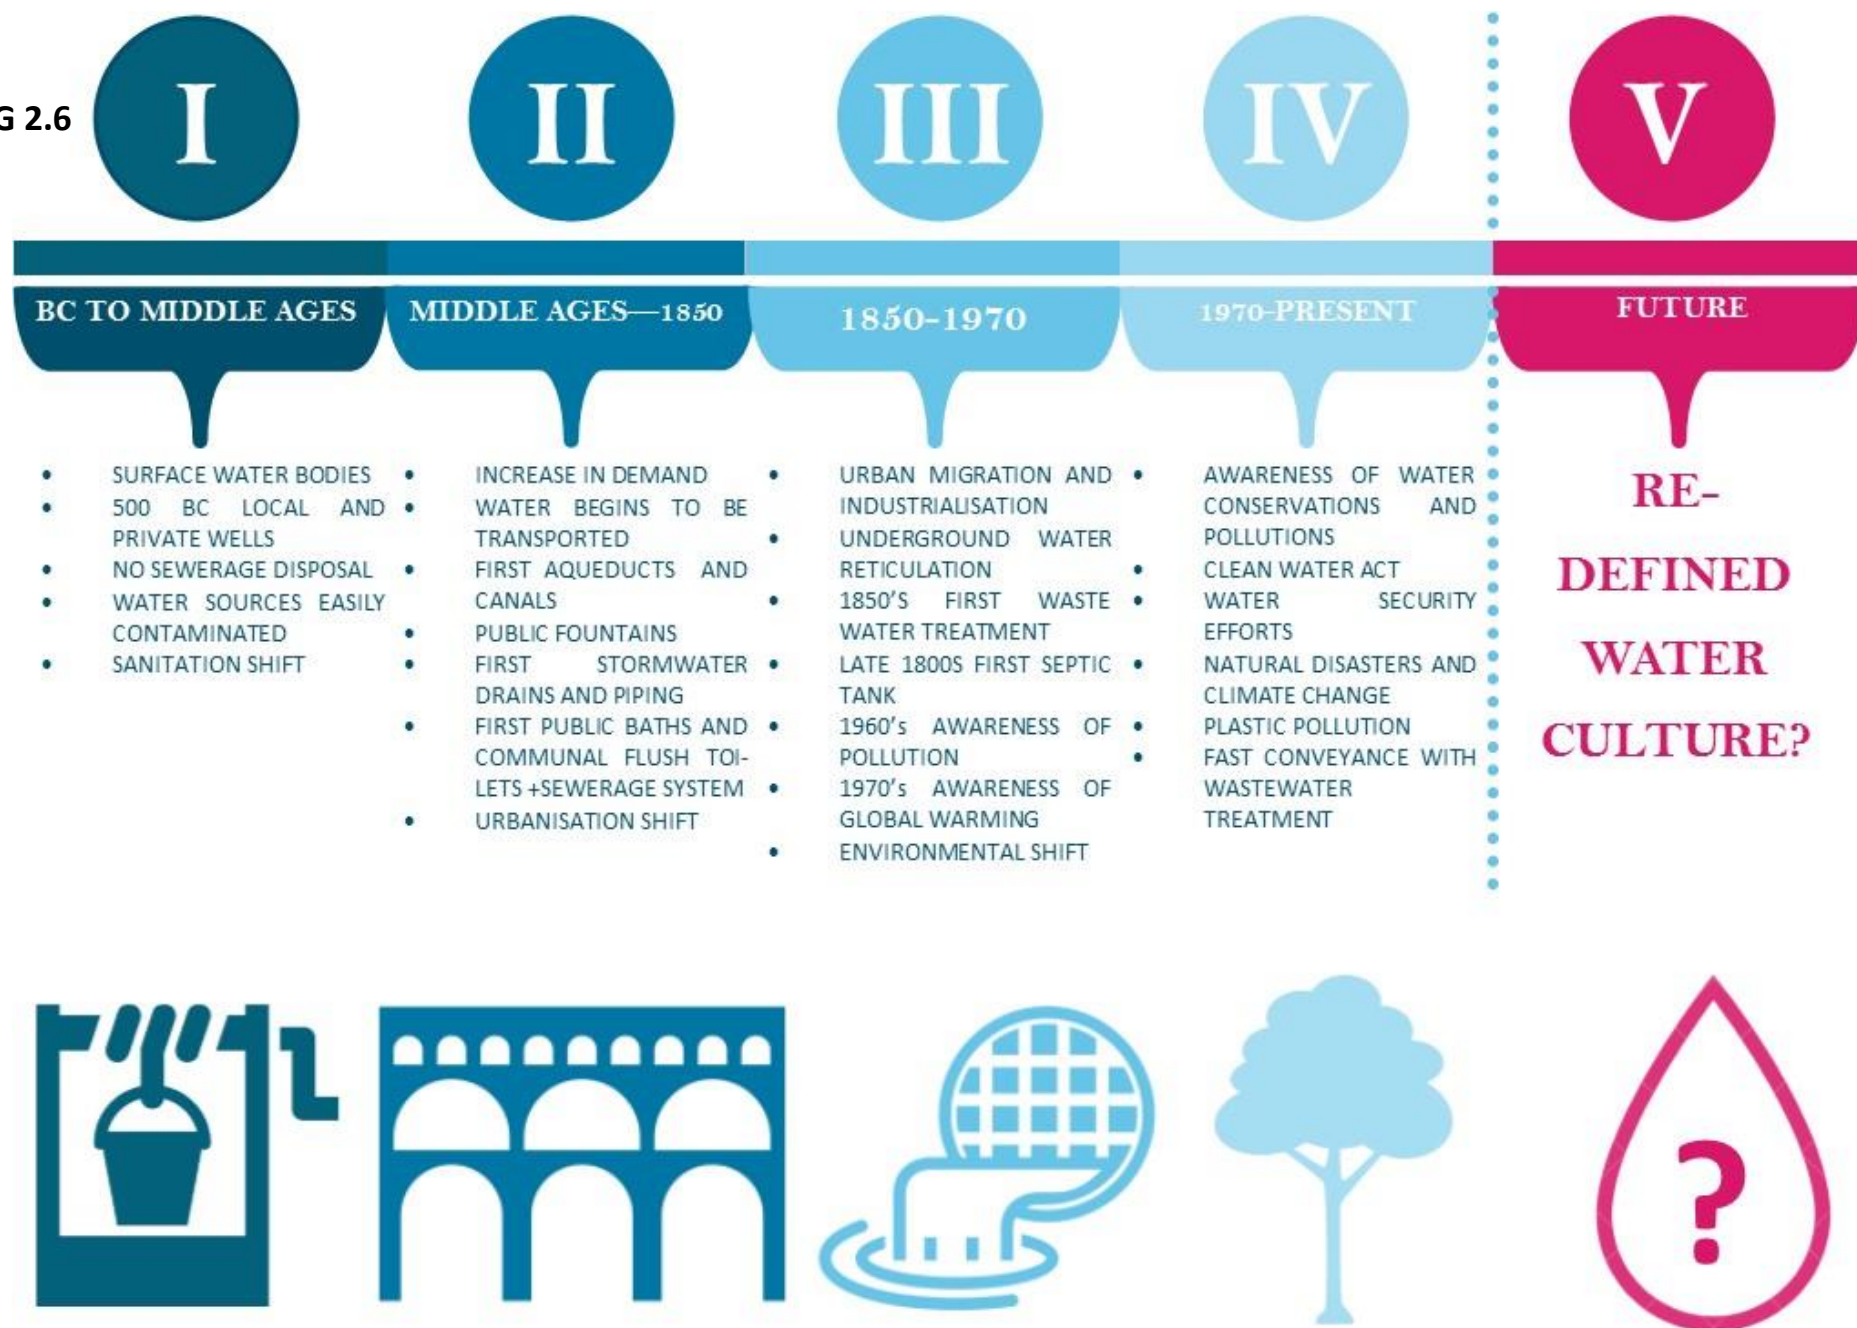 G 2.6
I
II
III
IV
V
BC TO MIDDLE AGES
MIDDLE AGES—1850
1850-1970
1970-PRESENT
FUTURE
• SURFACE WATER BODIES
• 500 BC LOCAL AND
PRIVATE WELLS
• NO SEWERAGE DISPOSAL
• WATER SOURCES EASILY
CONTAMINATED
• SANITATION SHIFT
• INCREASE IN DEMAND
• WATER BEGINS TO BE
TRANSPORTED
• FIRST AQUEDUCTS AND
CANALS
• PUBLIC FOUNTAINS
• FIRST STORMWATER
DRAINS AND PIPING
• FIRST PUBLIC BATHS AND
COMMUNAL FLUSH TOI-
LETS +SEWERAGE SYSTEM
• URBANISATION SHIFT
• URBAN MIGRATION AND
INDUSTRIALISATION
• UNDERGROUND WATER
RETICULATION
• 1850'S FIRST WASTE
WATER TREATMENT
• LATE 1800S FIRST SEPTIC
TANK
• 1960's AWARENESS OF
POLLUTION
• 1970's AWARENESS OF
GLOBAL WARMING
• ENVIRONMENTAL SHIFT
• AWARENESS OF WATER
CONSERVATIONS AND
POLLUTIONS
• CLEAN WATER ACT
• WATER SECURITY
EFFORTS
• NATURAL DISASTERS AND
CLIMATE CHANGE
• PLASTIC POLLUTION
• FAST CONVEYANCE WITH
WASTEWATER
TREATMENT
RE-
DEFINED
WATER
CULTURE?
?